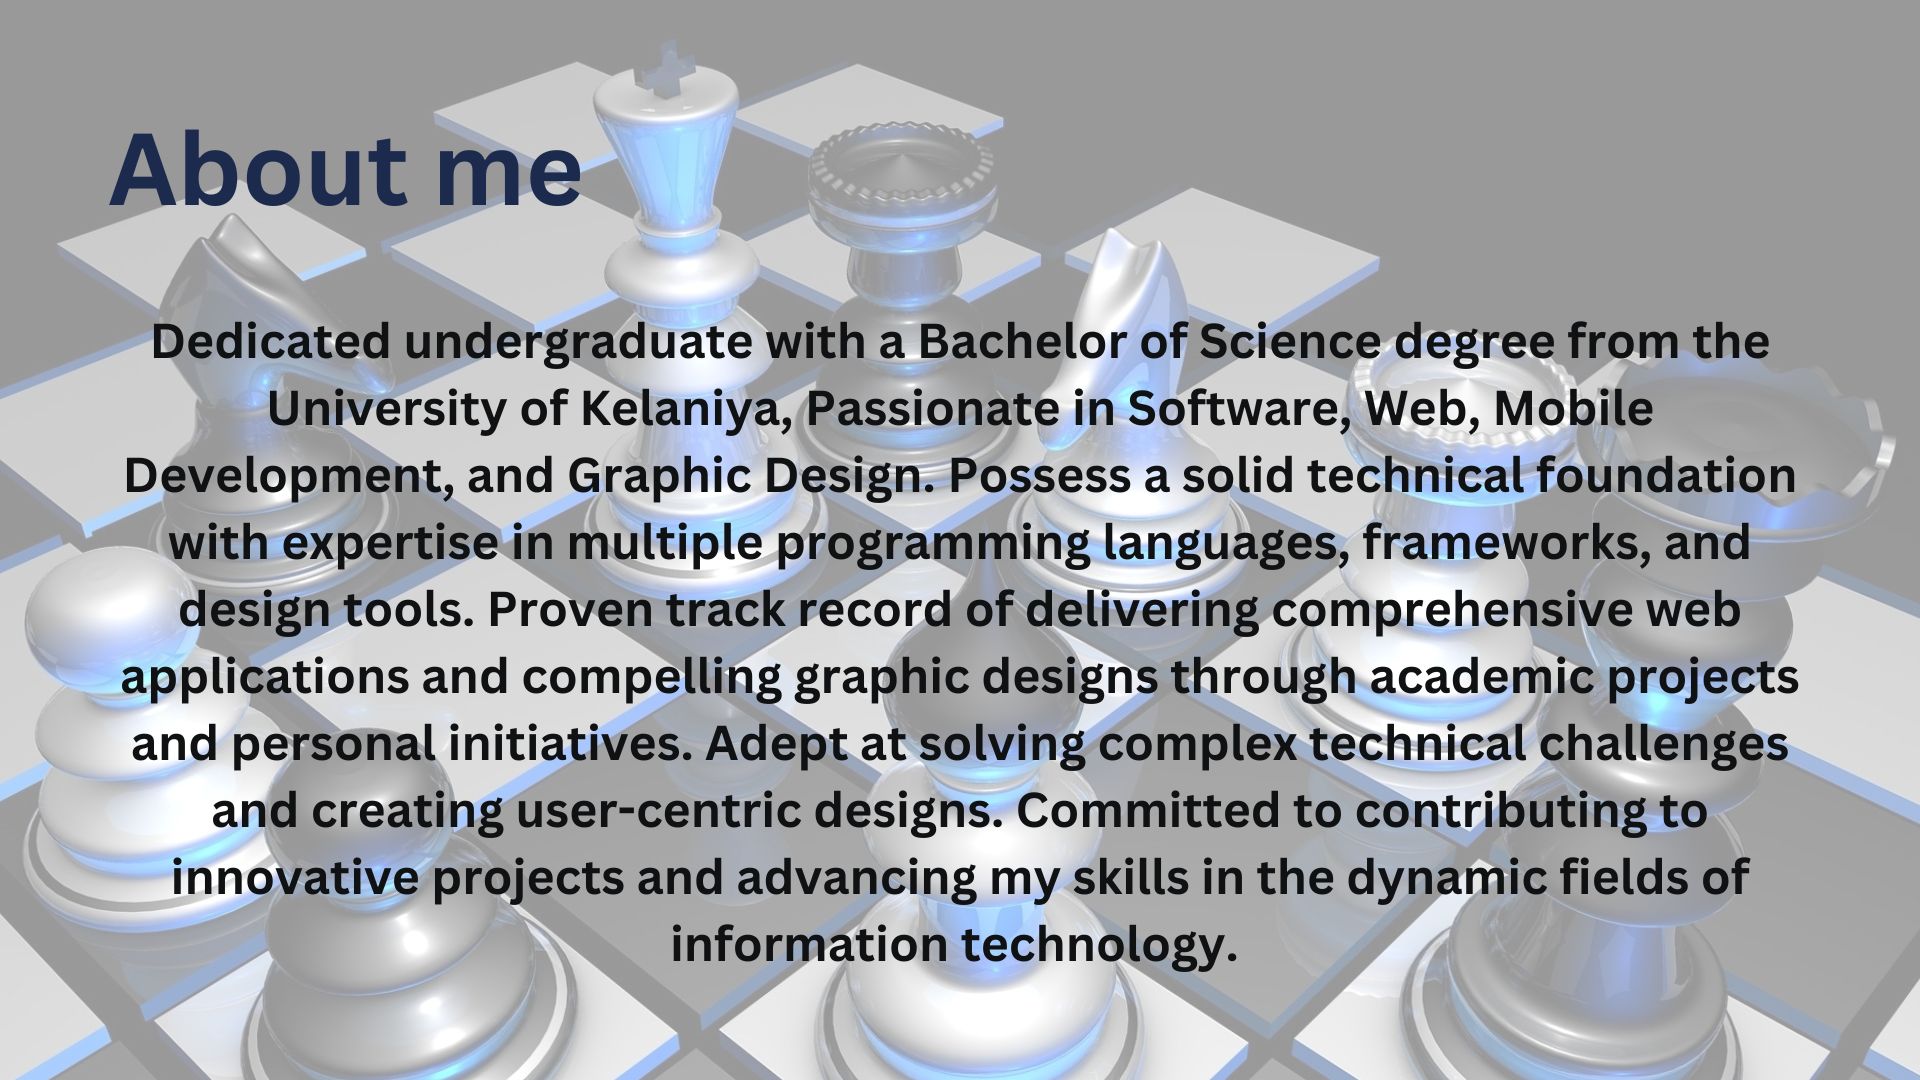 About me
Dedicated undergraduate with a Bachelor of Science degree from the
University of Kelaniya, Passionate in Software, Web, Mobile
Development, and Graphic Design. Possess a solid technical foundation
with expertise in multiple programming languages, frameworks, and
design tools. Proven track record of delivering comprehensive web
applications and compelling graphic designs through academic projects
and personal initiatives. Adept at solving complex technical challenges
and creating user-centric designs. Committed to contributing to
innovative projects and advancing my skills in the dynamic fields of
information technology.